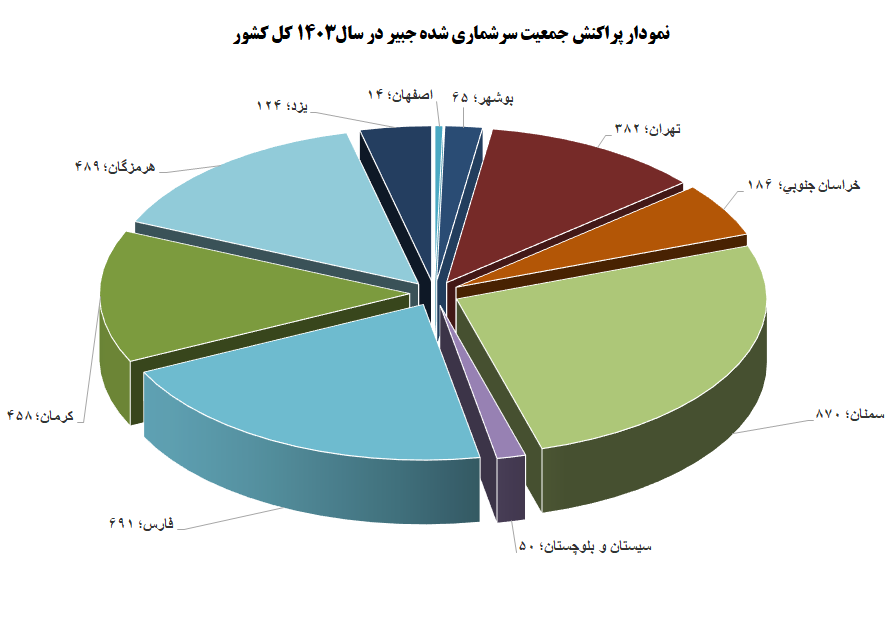 نمودار پراکنش جمعیت سرشماری شده جبیر در سال۱۴۰۳ کل کشور
اصفهان؛ ۱۴
بوشهر؛ ۶۵
تهران؛ ۳۸۲
خراسان جنوبي؛ ۱۸۶
سمنان؛ ۸۷۰
سیستان و بلوچستان؛ ۵۰
فارس؛ ۶۹۱
کرمان؛ ۴۵۸
هرمزگان؛ ۴۸۹
یزد؛ ۱۲۴